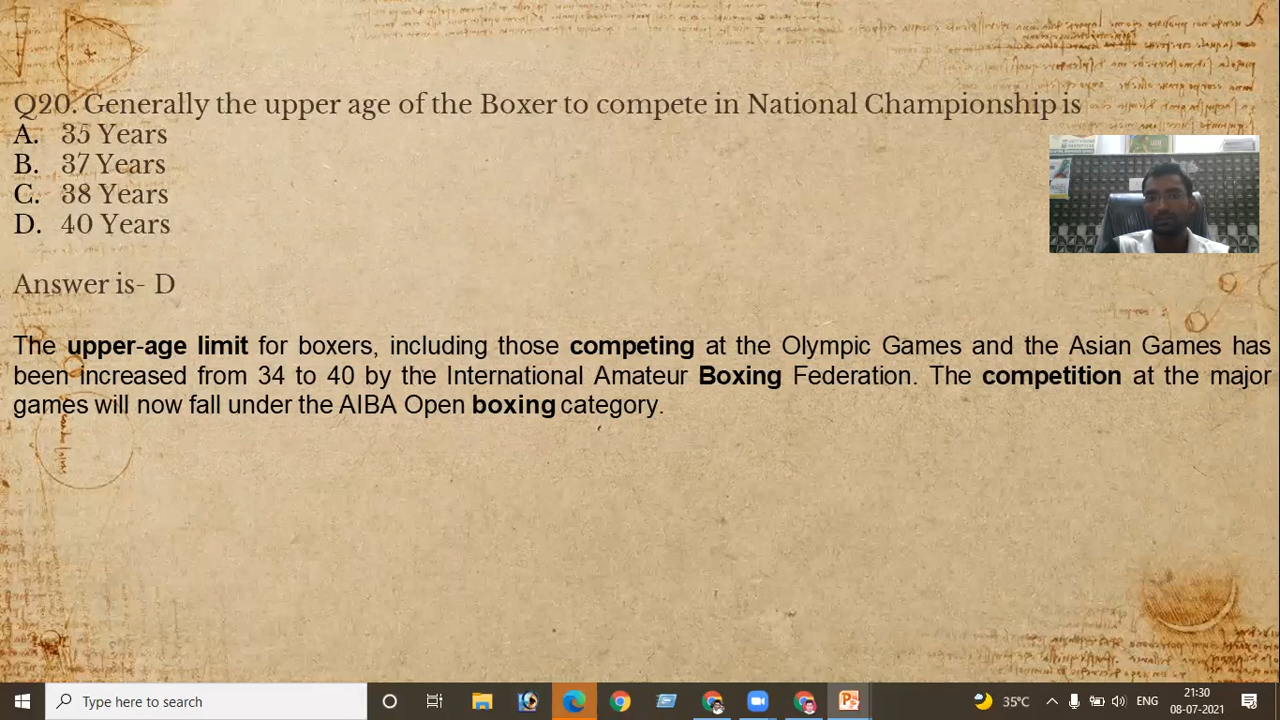 Q20. Generally the upper age of the Boxer to compete in National Championship is
A. 35 Years
B. 37 Years
C. 38 Years
D. 40 Years
Answer is- D
The upper-age limit for boxers, including those competing at the Olympic Games and the Asian Games has
been increased from 34 to 40 by the International Amateur Boxing Federation. The competition at the major
games will now fall under the AIBA Open boxing category.
Type here to search
35°C
ENG
21:30
08-07-2021